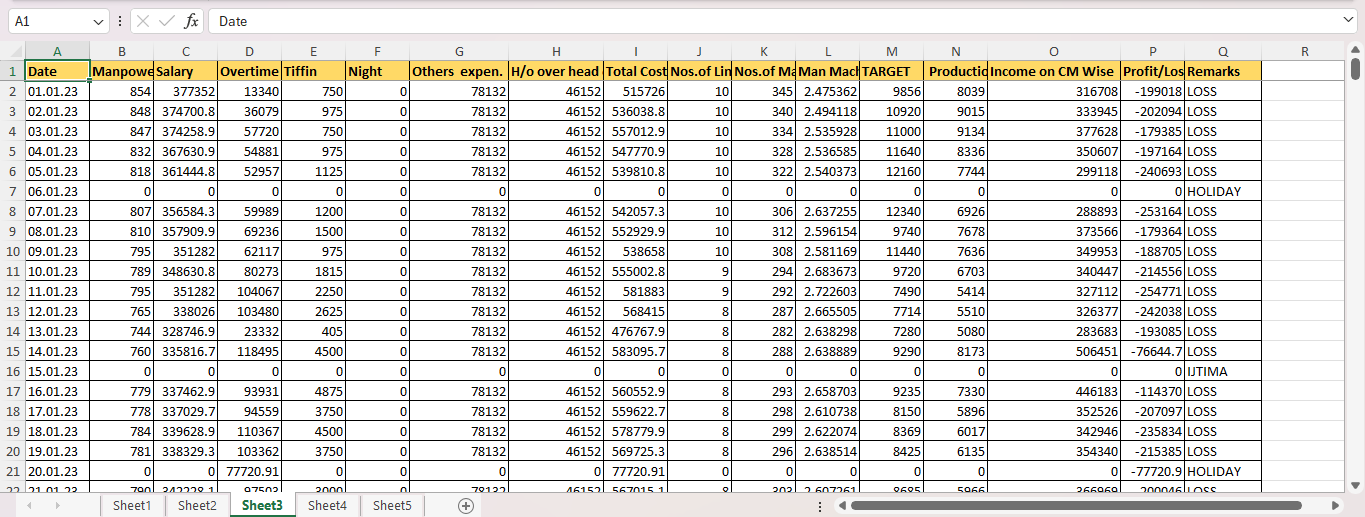 A1 fx Date
A B C D E F G H I J K L M N O P Q R
1 Date Manpowe Salary Overtime Tiffin Night Others expen. H/o over head Total Cost Nos.of Lin Nos.of Ma Man Mach TARGET Productio Income on CM Wise Profit/Los Remarks
2 01.01.23 854 377352 13340 750 0 78132 46152 515726 10 345 2.475362 9856 8039 316708 -199018 LOSS
3 02.01.23 848 374700.8 36079 975 0 78132 46152 536038.8 10 340 2.494118 10920 9015 333945 -202094 LOSS
4 03.01.23 847 374258.9 57720 750 0 78132 46152 557012.9 10 334 2.535928 11000 9134 377628 -179385 LOSS
5 04.01.23 832 367630.9 54881 975 0 78132 46152 547770.9 10 328 2.536585 11640 8336 350607 -197164 LOSS
6 05.01.23 818 361444.8 52957 1125 0 78132 46152 539810.8 10 322 2.540373 12160 7744 299118 -240693 LOSS
7 06.01.23 0 0 0 0 0 0 0 0 0 0 0 0 0 0 0 HOLIDAY
8 07.01.23 807 356584.3 59989 1200 0 78132 46152 542057.3 10 306 2.637255 12340 6926 288893 -253164 LOSS
9 08.01.23 810 357909.9 69236 1500 0 78132 46152 552929.9 10 312 2.596154 9740 7678 373566 -179364 LOSS
10 09.01.23 795 351282 62117 975 0 78132 46152 538658 10 308 2.581169 11440 7636 349953 -188705 LOSS
11 10.01.23 789 348630.8 80273 1815 0 78132 46152 555002.8 9 294 2.683673 9720 6703 340447 -214556 LOSS
12 11.01.23 795 351282 104067 2250 0 78132 46152 581883 9 292 2.722603 7490 5414 327112 -254771 LOSS
13 12.01.23 765 338026 103480 2625 0 78132 46152 568415 8 287 2.665505 7714 5510 326377 -242038 LOSS
14 13.01.23 744 328746.9 23332 405 0 78132 46152 476767.9 8 282 2.638298 7280 5080 283683 -193085 LOSS
15 14.01.23 760 335816.7 118495 4500 0 78132 46152 583095.7 8 288 2.638889 9290 8173 506451 -76644.7 LOSS
16 15.01.23 0 0 0 0 0 0 0 0 0 0 0 0 0 0 0 IJTIMA
17 16.01.23 779 337462.9 93931 4875 0 78132 46152 560552.9 8 293 2.658703 9235 7330 446183 -114370 LOSS
18 17.01.23 778 337029.7 94559 3750 0 78132 46152 559622.7 8 298 2.610738 8150 5896 352526 -207097 LOSS
19 18.01.23 784 339628.9 110367 4500 0 78132 46152 578779.9 8 299 2.622074 8369 6017 342946 -235834 LOSS
20 19.01.23 781 338329.3 103362 3750 0 78132 46152 569725.3 8 296 2.638514 8425 6135 354340 -215385 LOSS
21 20.01.23 0 0 77720.91 0 0 0 0 77720.91 0 0 0 0 0 0 -77720.9 HOLIDAY
22 21.01.23 790 342228.1 97503 3000 0 78132 46152 567015.1 8 303 2.607261 8685 5966 366969 -200046 LOSS
Sheet1 Sheet2 Sheet3 Sheet4 Sheet5